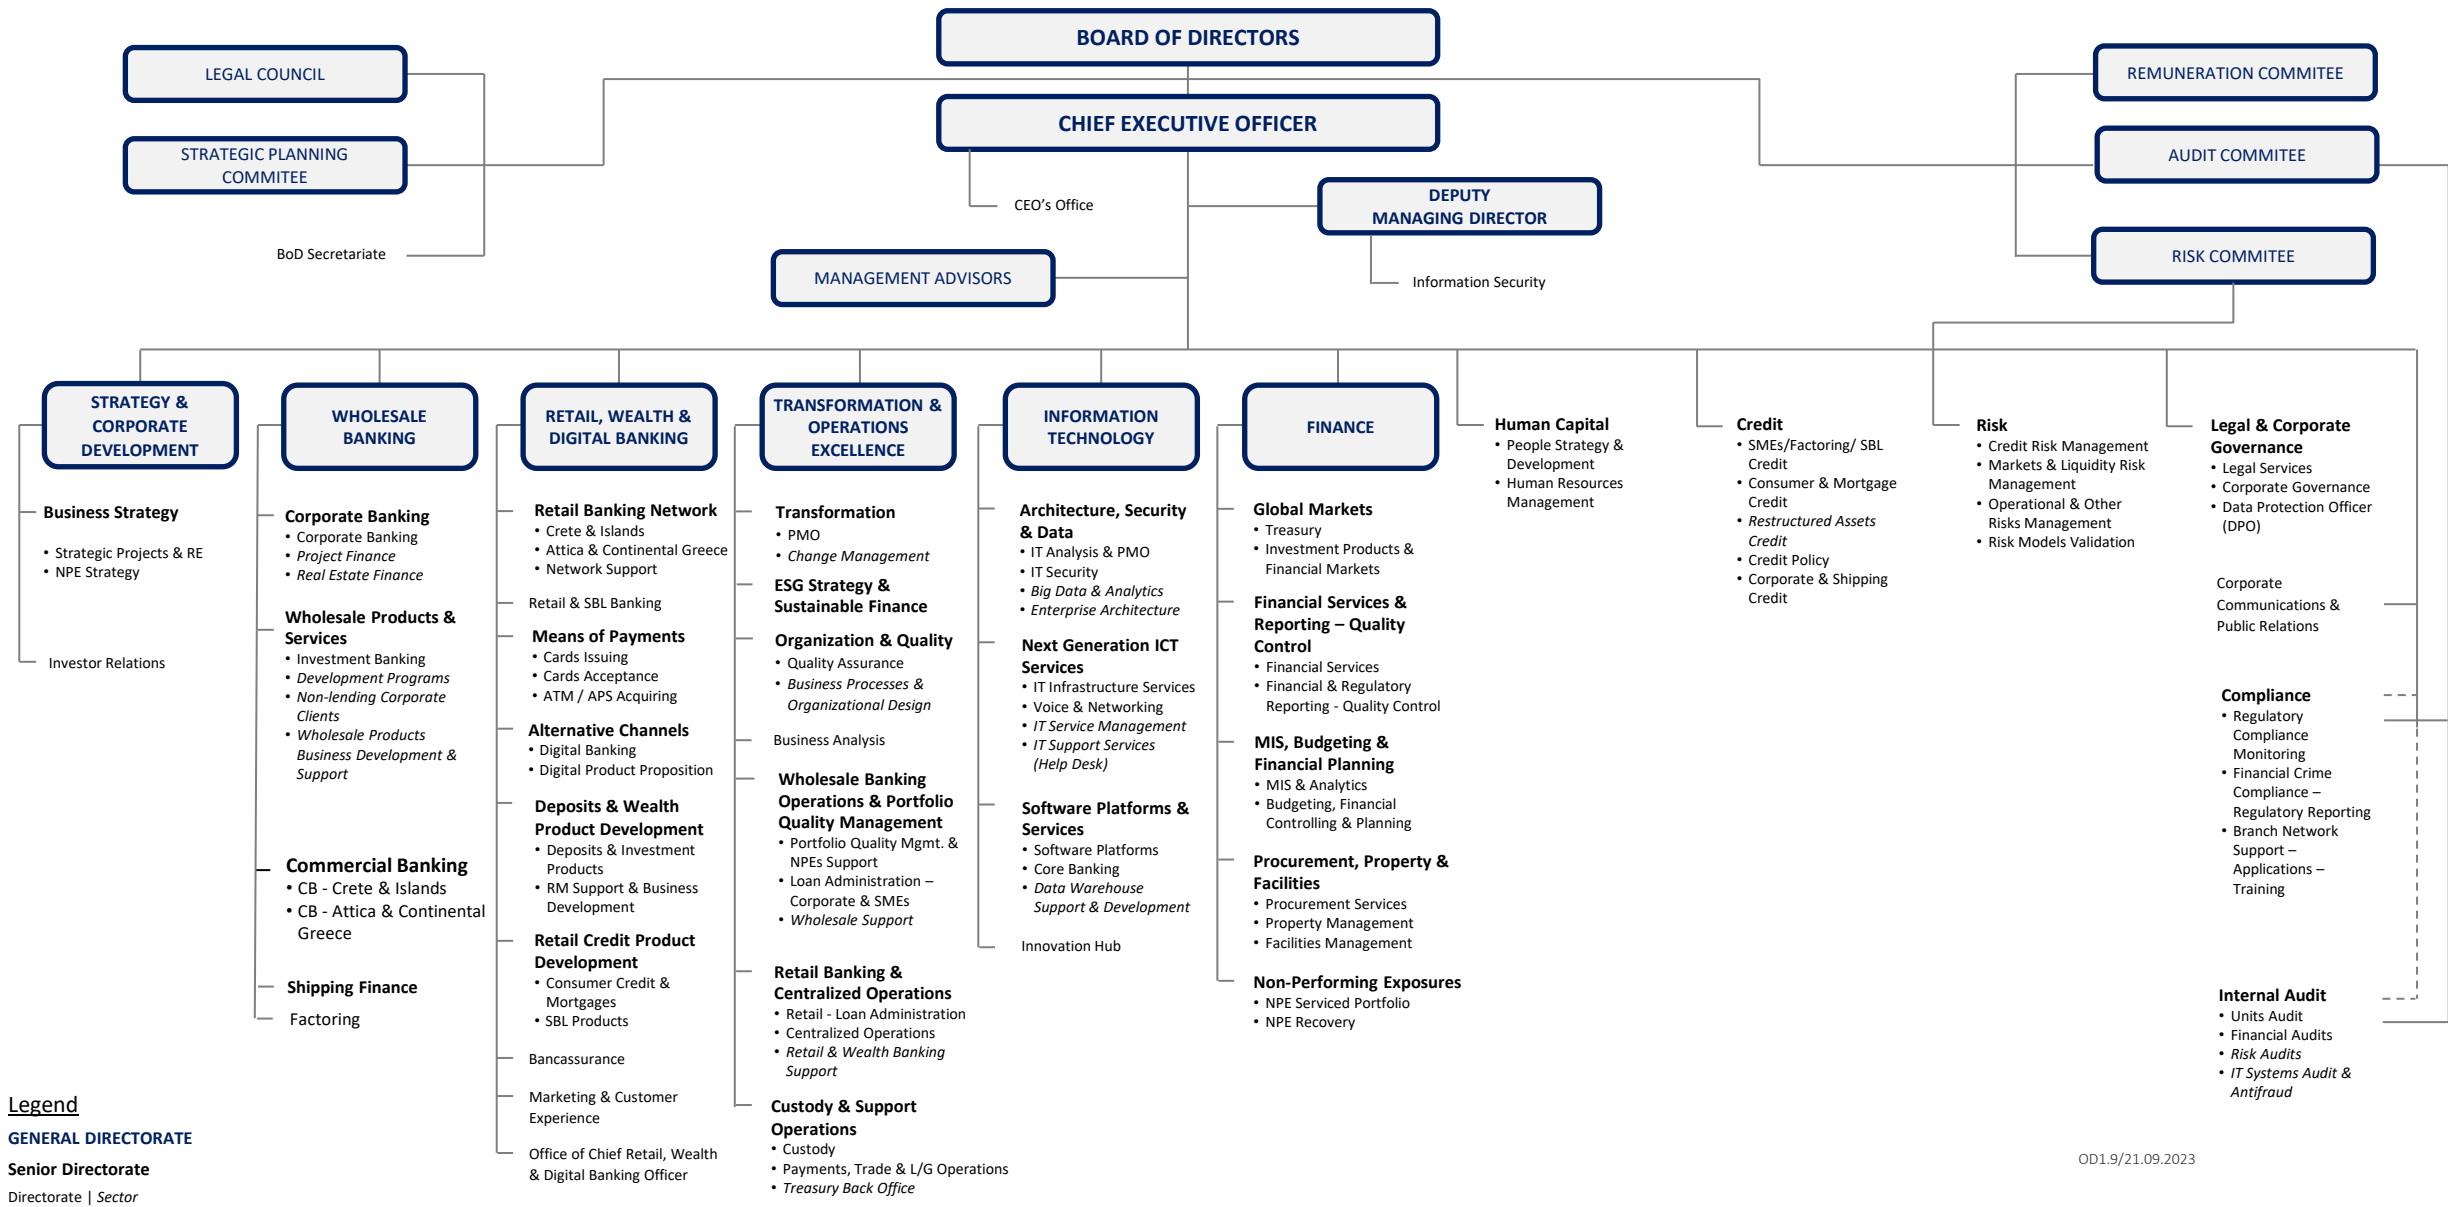 BOARD OF DIRECTORS
LEGAL COUNCIL
REMUNERATION COMMITEE
CHIEF EXECUTIVE OFFICER
STRATEGIC PLANNING
COMMITEE
AUDIT COMMITEE
CEO's Office
DEPUTY
MANAGING DIRECTOR
BoD Secretariate
RISK COMMITEE
MANAGEMENT ADVISORS
Information Security
STRATEGY &
CORPORATE
DEVELOPMENT
Business Strategy
• Strategic Projects & RE
• NPE Strategy
Investor Relations
WHOLESALE
BANKING
Corporate Banking
• Corporate Banking
• Project Finance
• Real Estate Finance
Wholesale Products &
Services
• Investment Banking
• Development Programs
• Non-lending Corporate
Clients
• Wholesale Products
Business Development &
Support
Commercial Banking
• CB - Crete & Islands
• CB - Attica & Continental
Greece
Shipping Finance
Factoring
RETAIL, WEALTH &
DIGITAL BANKING
Retail Banking Network
• Crete & Islands
• Attica & Continental Greece
• Network Support
Retail & SBL Banking
Means of Payments
• Cards Issuing
• Cards Acceptance
• ATM / APS Acquiring
Alternative Channels
• Digital Banking
• Digital Product Proposition
Deposits & Wealth
Product Development
• Deposits & Investment
Products
• RM Support & Business
Development
Retail Credit Product
Development
• Consumer Credit &
Mortgages
• SBL Products
Bancassurance
Marketing & Customer
Experience
Office of Chief Retail, Wealth
& Digital Banking Officer
TRANSFORMATION &
OPERATIONS
EXCELLENCE
Transformation
• PMO
• Change Management
ESG Strategy &
Sustainable Finance
Organization & Quality
• Quality Assurance
• Business Processes &
Organizational Design
Business Analysis
Wholesale Banking
Operations & Portfolio
Quality Management
• Portfolio Quality Mgmt. &
NPEs Support
• Loan Administration –
Corporate & SMEs
• Wholesale Support
Retail Banking &
Centralized Operations
• Retail - Loan Administration
• Centralized Operations
• Retail & Wealth Banking
Support
Custody & Support
Operations
• Custody
• Payments, Trade & L/G Operations
• Treasury Back Office
INFORMATION
TECHNOLOGY
Architecture, Security
& Data
• IT Analysis & PMO
• IT Security
• Big Data & Analytics
• Enterprise Architecture
Next Generation ICT
Services
• IT Infrastructure Services
• Voice & Networking
• IT Service Management
• IT Support Services
(Help Desk)
Software Platforms &
Services
• Software Platforms
• Core Banking
• Data Warehouse
Support & Development
Innovation Hub
FINANCE
Global Markets
• Treasury
• Investment Products &
Financial Markets
Financial Services &
Reporting – Quality
Control
• Financial Services
• Financial & Regulatory
Reporting - Quality Control
MIS, Budgeting &
Financial Planning
• MIS & Analytics
• Budgeting, Financial
Controlling & Planning
Procurement, Property &
Facilities
• Procurement Services
• Property Management
• Facilities Management
Non-Performing Exposures
• NPE Serviced Portfolio
• NPE Recovery
Human Capital
• People Strategy &
Development
• Human Resources
Management
Credit
• SMEs/Factoring/ SBL
Credit
• Consumer & Mortgage
Credit
• Restructured Assets
Credit
• Credit Policy
• Corporate & Shipping
Credit
Risk
• Credit Risk Management
• Markets & Liquidity Risk
Management
• Operational & Other
Risks Management
• Risk Models Validation
Legal & Corporate
Governance
• Legal Services
• Corporate Governance
• Data Protection Officer
(DPO)
Corporate
Communications &
Public Relations
Compliance
• Regulatory
Compliance
Monitoring
• Financial Crime
Compliance –
Regulatory Reporting
• Branch Network
Support –
Applications –
Training
Internal Audit
• Units Audit
• Financial Audits
• Risk Audits
• IT Systems Audit &
Antifraud
Legend
GENERAL DIRECTORATE
Senior Directorate
Directorate | Sector
OD1.9/21.09.2023